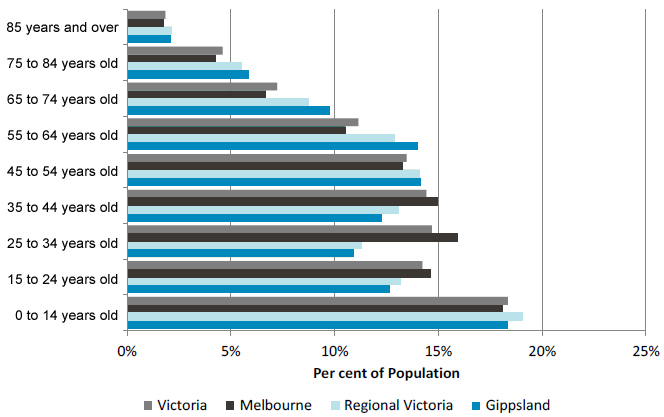 85 years and over
75 to 84 years old
65 to 74 years old
55 to 64 years old
45 to 54 years old
35 to 44 years old
25 to 34 years old
15 to 24 years old
0 to 14 years old
0% 5% 10% 15% 20% 25%
Per cent of Population
Victoria Melbourne Regional Victoria Gippsland